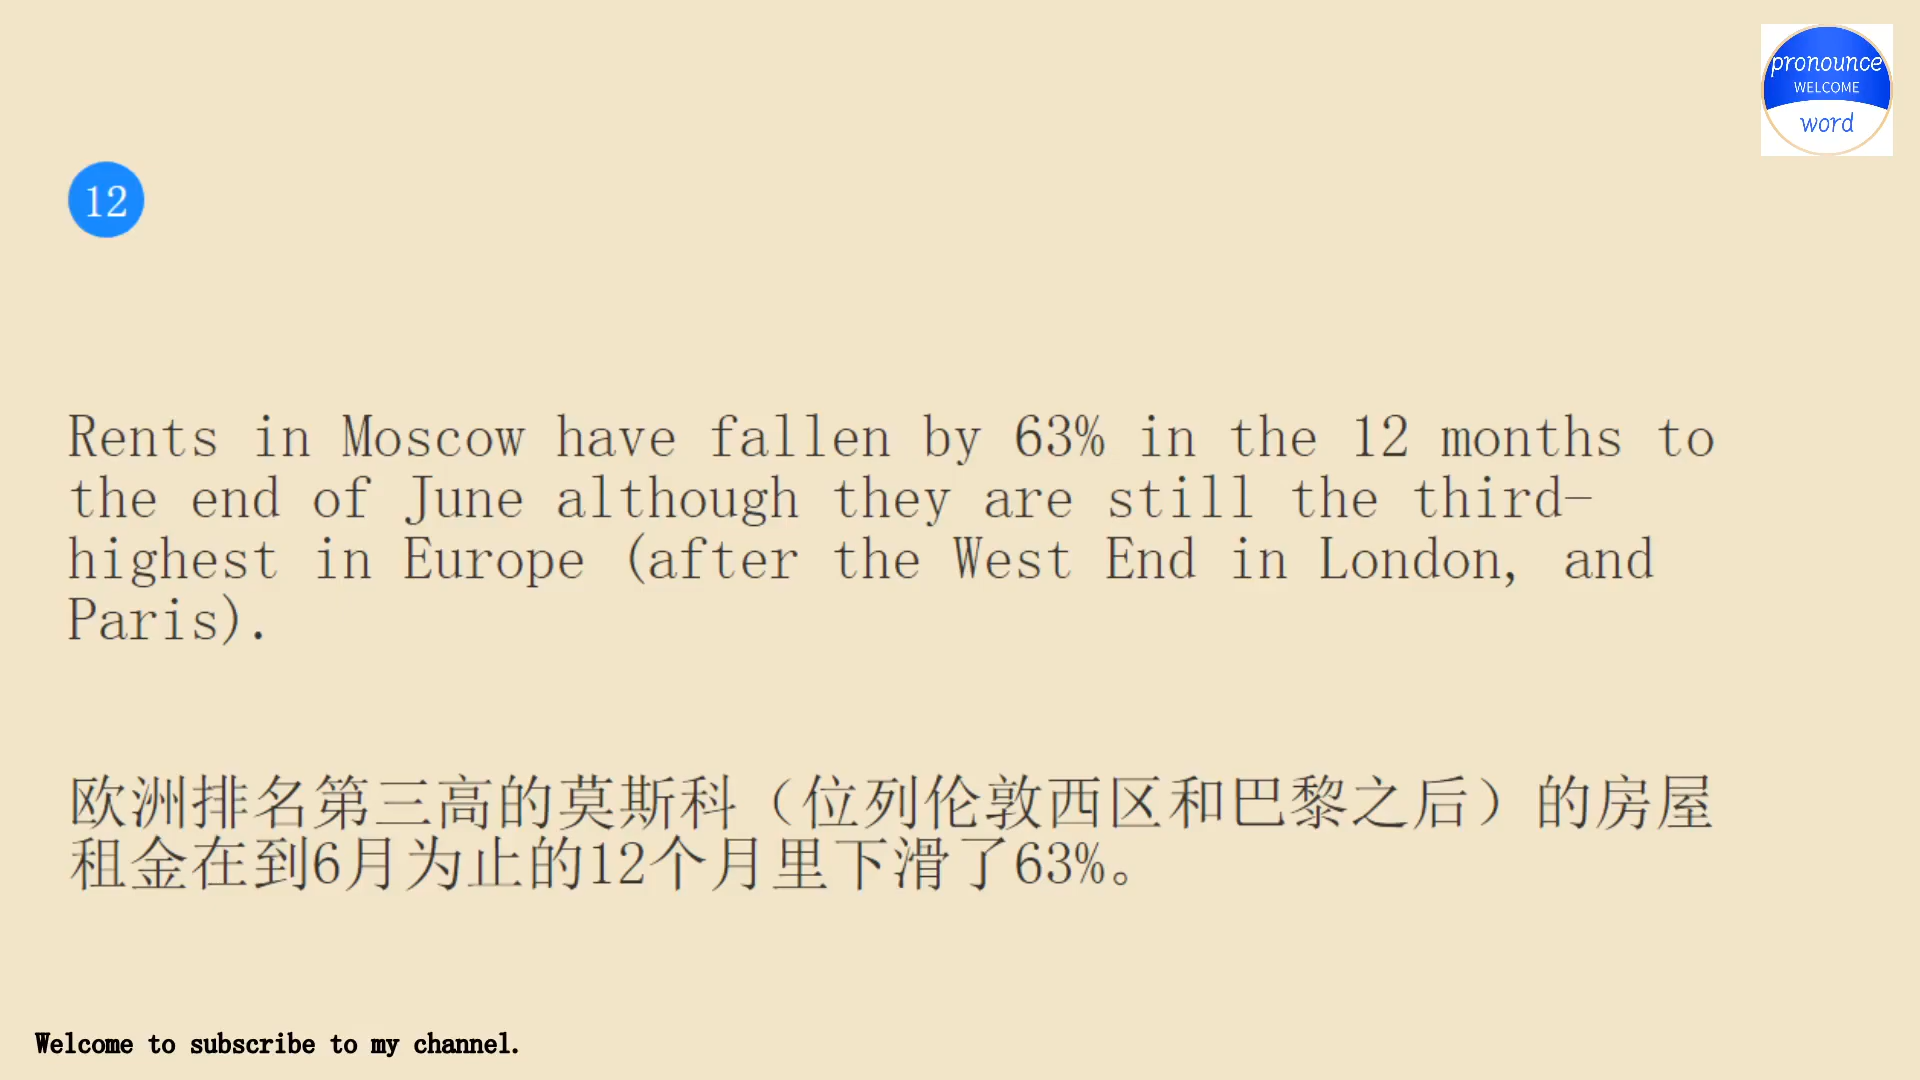 pronounce
WELCOME
word
12
Rents in Moscow have fallen by 63% in the 12 months to
the end of June although they are still the third-
highest in Europe (after the West End in London, and
Paris).
欧洲排名第三高的莫斯科（位列伦敦西区和巴黎之后）的房屋
租金在到6月为止的12个月里下滑了63%。
Welcome to subscribe to my channel.